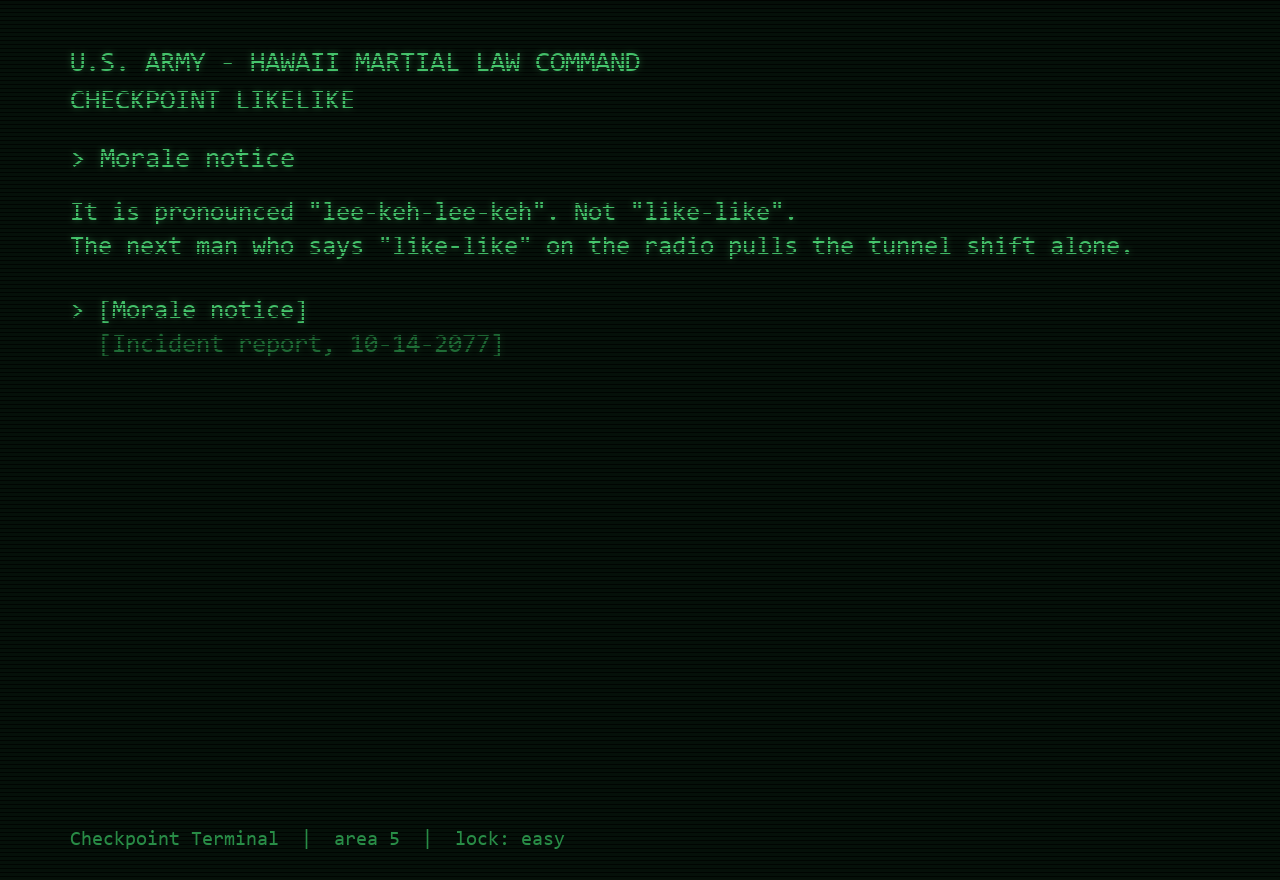 U.S. ARMY - HAWAII MARTIAL LAW COMMAND
CHECKPOINT LIKELIKE
> Morale notice
It is pronounced "lee-keh-lee-keh". Not "like-like".
The next man who says "like-like" on the radio pulls the tunnel shift alone.
> [Morale notice]
[Incident report, 10-14-2077]
Checkpoint Terminal | area 5 | lock: easy